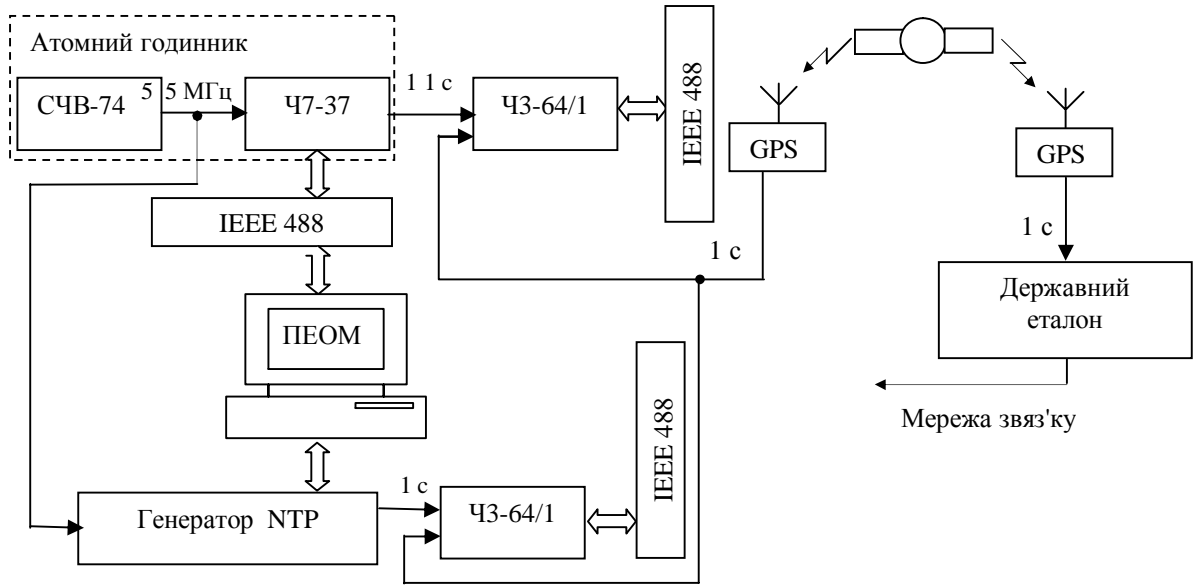 Атомний годинник
СЧВ-74
5 5 МГц
Ч7-37
1 1 с
Ч3-64/1
IEEE 488
GPS
GPS
IEEE 488
1 с
1 с
Державний
еталон
ПЕОМ
IEEE 488
Мережа звяз'ку
Генератор NTP
1 с
Ч3-64/1